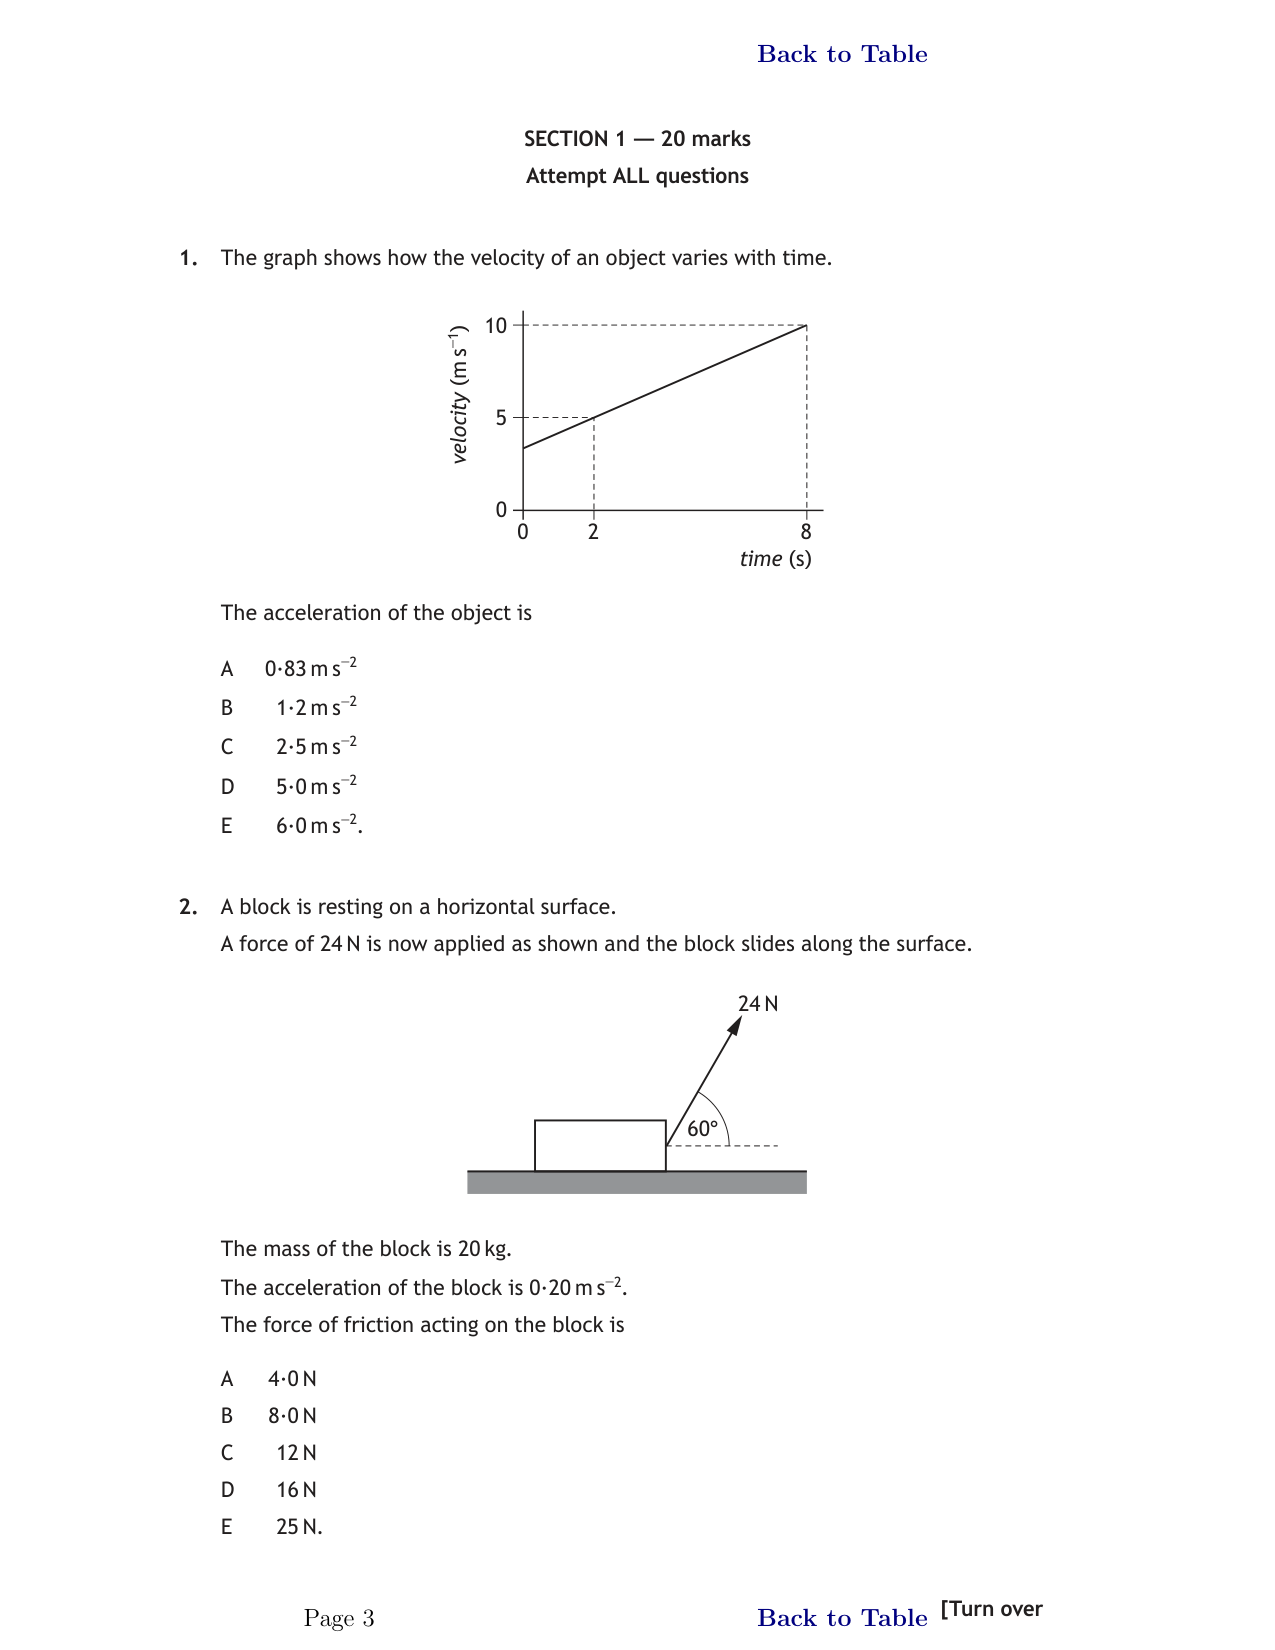 Back to Table
SECTION 1 — 20 marks
Attempt ALL questions
1. The graph shows how the velocity of an object varies with time.
velocity (m s⁻¹)
10
5
0
0 2 8
time (s)
The acceleration of the object is
A 0·83 m s⁻²
B 1·2 m s⁻²
C 2·5 m s⁻²
D 5·0 m s⁻²
E 6·0 m s⁻².
2. A block is resting on a horizontal surface.
A force of 24 N is now applied as shown and the block slides along the surface.
24 N
60°
The mass of the block is 20 kg.
The acceleration of the block is 0·20 m s⁻².
The force of friction acting on the block is
A 4·0 N
B 8·0 N
C 12 N
D 16 N
E 25 N.
[Turn over
Page 3 Back to Table